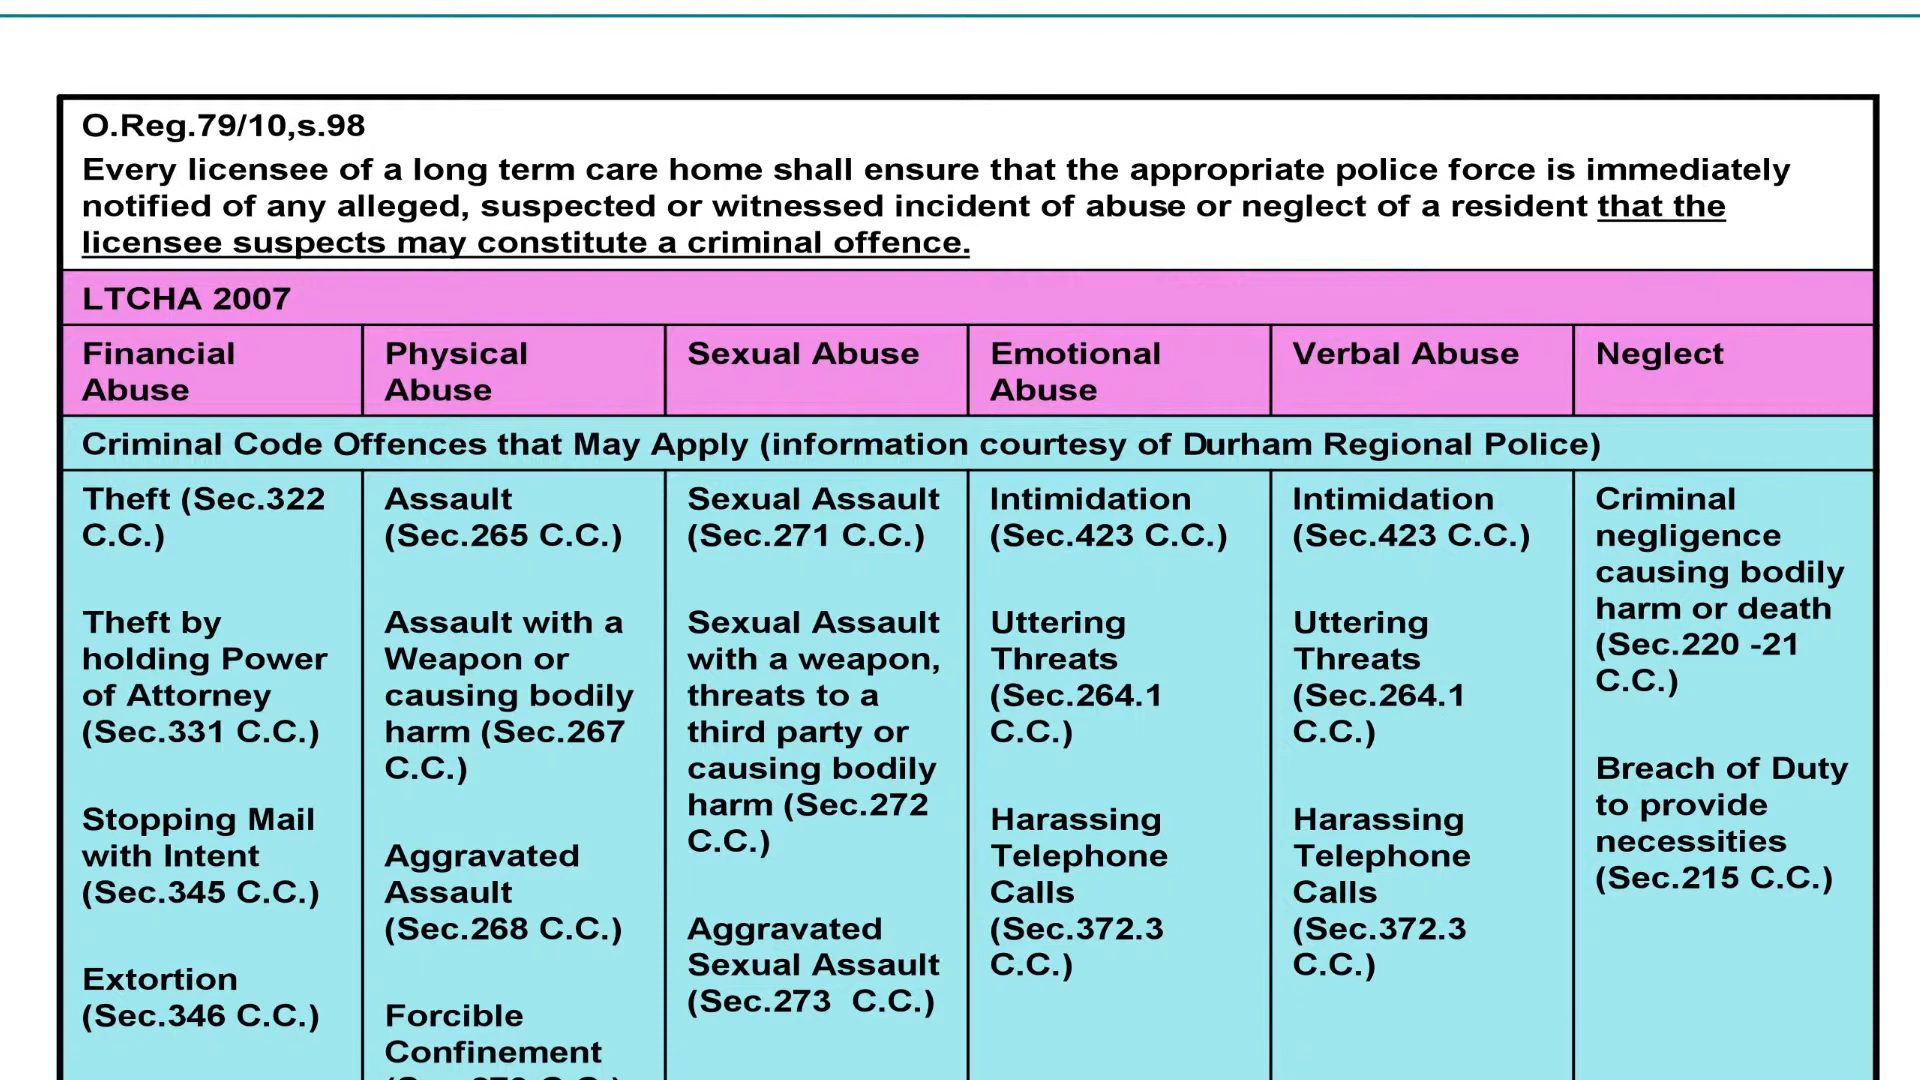 O.Reg.79/10,s.98
Every licensee of a long term care home shall ensure that the appropriate police force is immediately
notified of any alleged, suspected or witnessed incident of abuse or neglect of a resident that the
licensee suspects may constitute a criminal offence.
LTCHA 2007
Financial
Abuse
Physical
Abuse
Sexual Abuse
Emotional
Abuse
Verbal Abuse
Neglect
Criminal Code Offences that May Apply (information courtesy of Durham Regional Police)
Theft (Sec.322
C.C.)
Theft by
holding Power
of Attorney
(Sec.331 C.C.)
Stopping Mail
with Intent
(Sec.345 C.C.)
Extortion
(Sec.346 C.C.)
Assault
(Sec.265 C.C.)
Assault with a
Weapon or
causing bodily
harm (Sec.267
C.C.)
Aggravated
Assault
(Sec.268 C.C.)
Forcible
Confinement
Sexual Assault
(Sec.271 C.C.)
Sexual Assault
with a weapon,
threats to a
third party or
causing bodily
harm (Sec.272
C.C.)
Aggravated
Sexual Assault
(Sec.273 C.C.)
Intimidation
(Sec.423 C.C.)
Uttering
Threats
(Sec.264.1
C.C.)
Harassing
Telephone
Calls
(Sec.372.3
C.C.)
Intimidation
(Sec.423 C.C.)
Uttering
Threats
(Sec.264.1
C.C.)
Harassing
Telephone
Calls
(Sec.372.3
C.C.)
Criminal
negligence
causing bodily
harm or death
(Sec.220 -21
C.C.)
Breach of Duty
to provide
necessities
(Sec.215 C.C.)